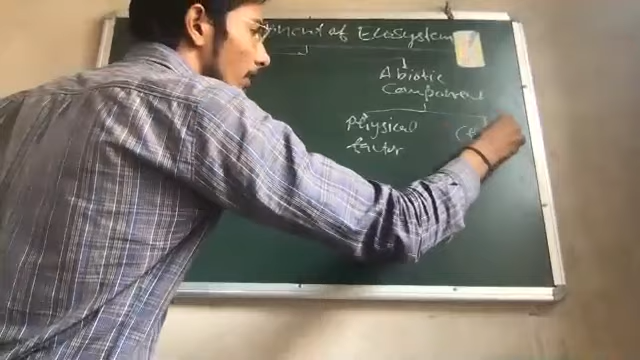 of Ecosystem
Abiotic
Component
Physical
factor